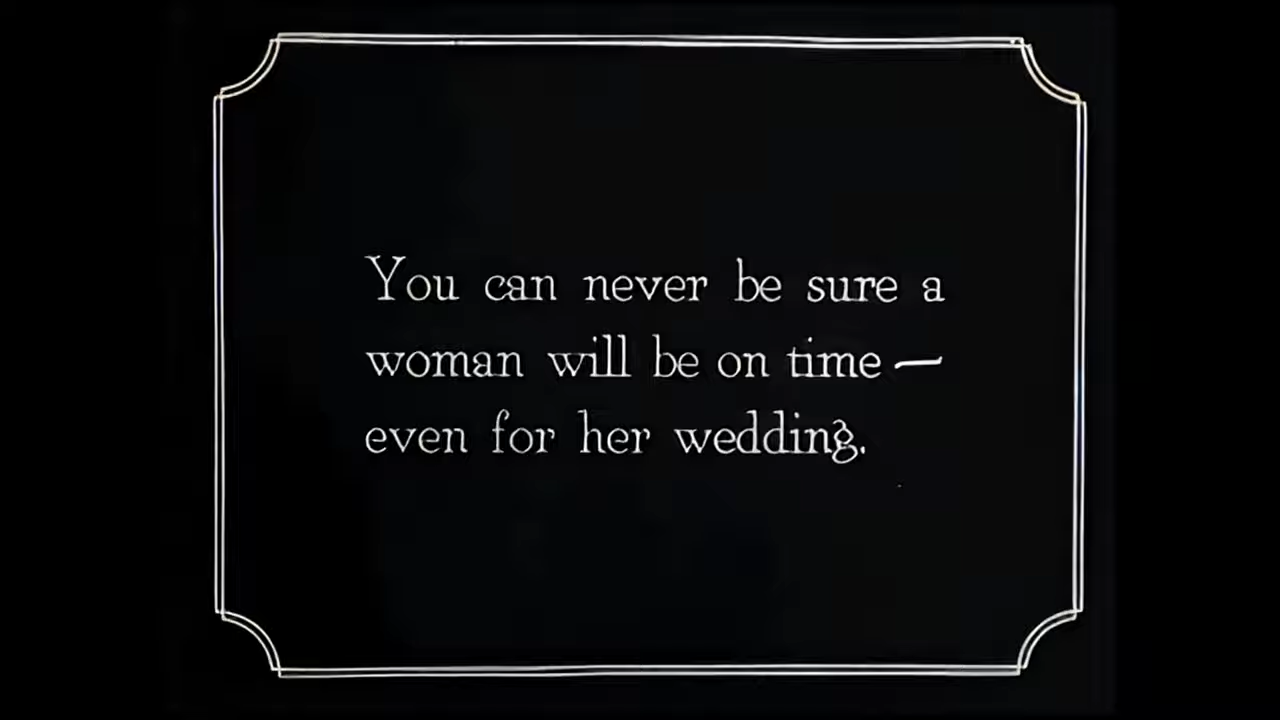 You can never be sure a
woman will be on time —
even for her wedding.